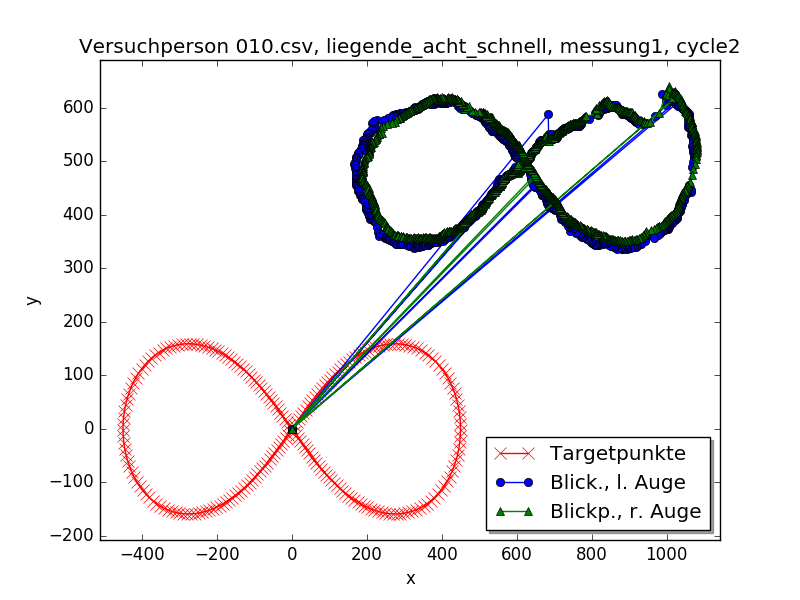 Versuchperson 010.csv, liegende_acht_schnell, messung1, cycle2
y
600
500
400
300
200
100
0
−100
−200
−400
−200
0
200
400
600
800
1000
x
Targetpunkte
Blick., l. Auge
Blickp., r. Auge